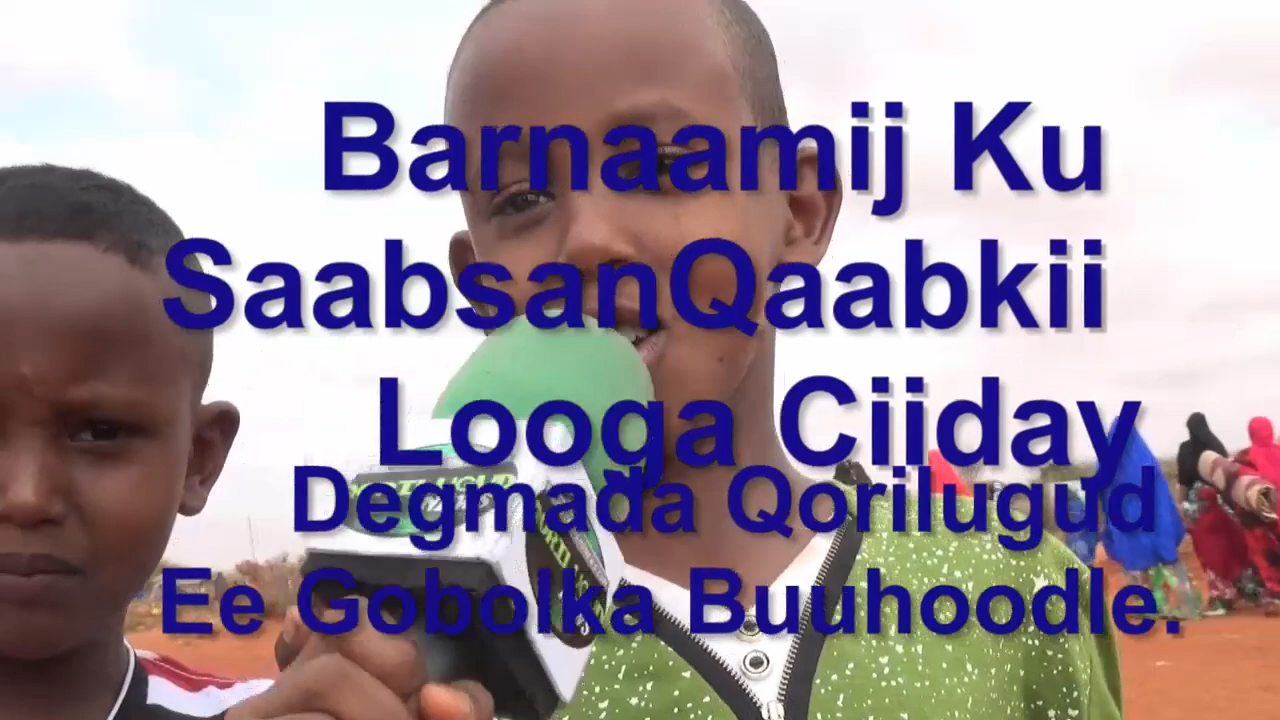 Barnaamij Ku
SaabsanQaabkii
Looga Ciiday
Degmada Qorilugud
Ee Gobolka Buuhoodle.